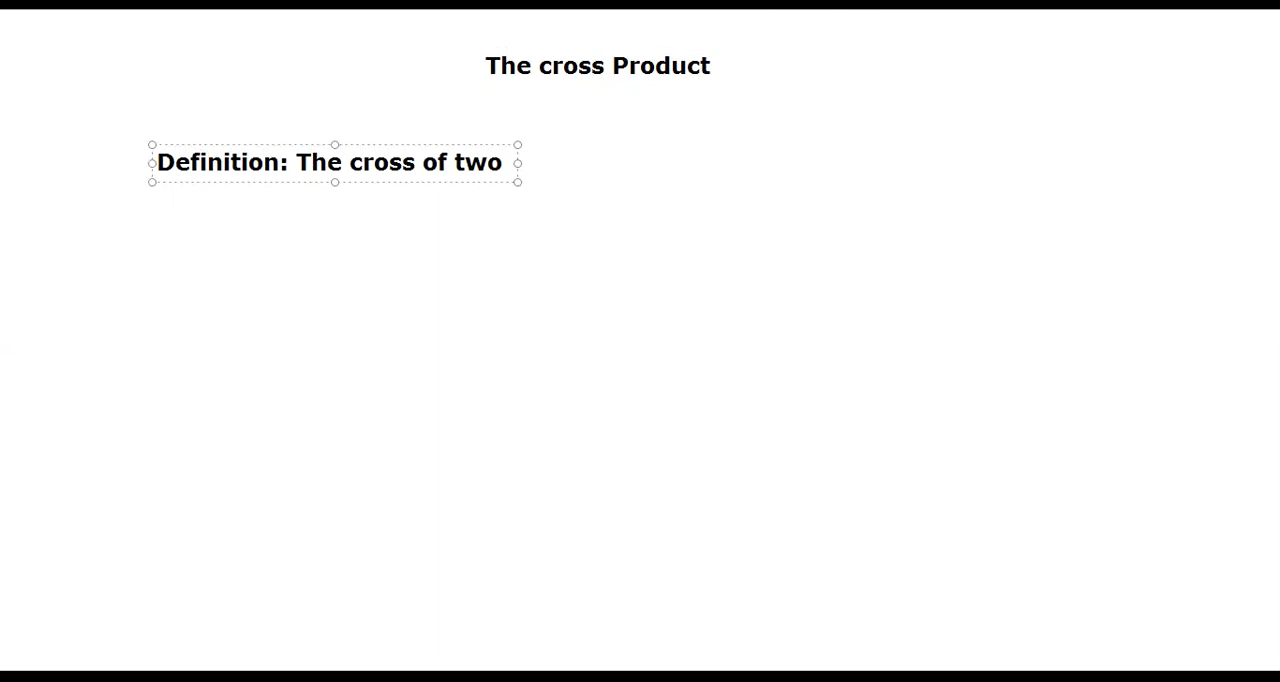 The cross Product
Definition: The cross of two